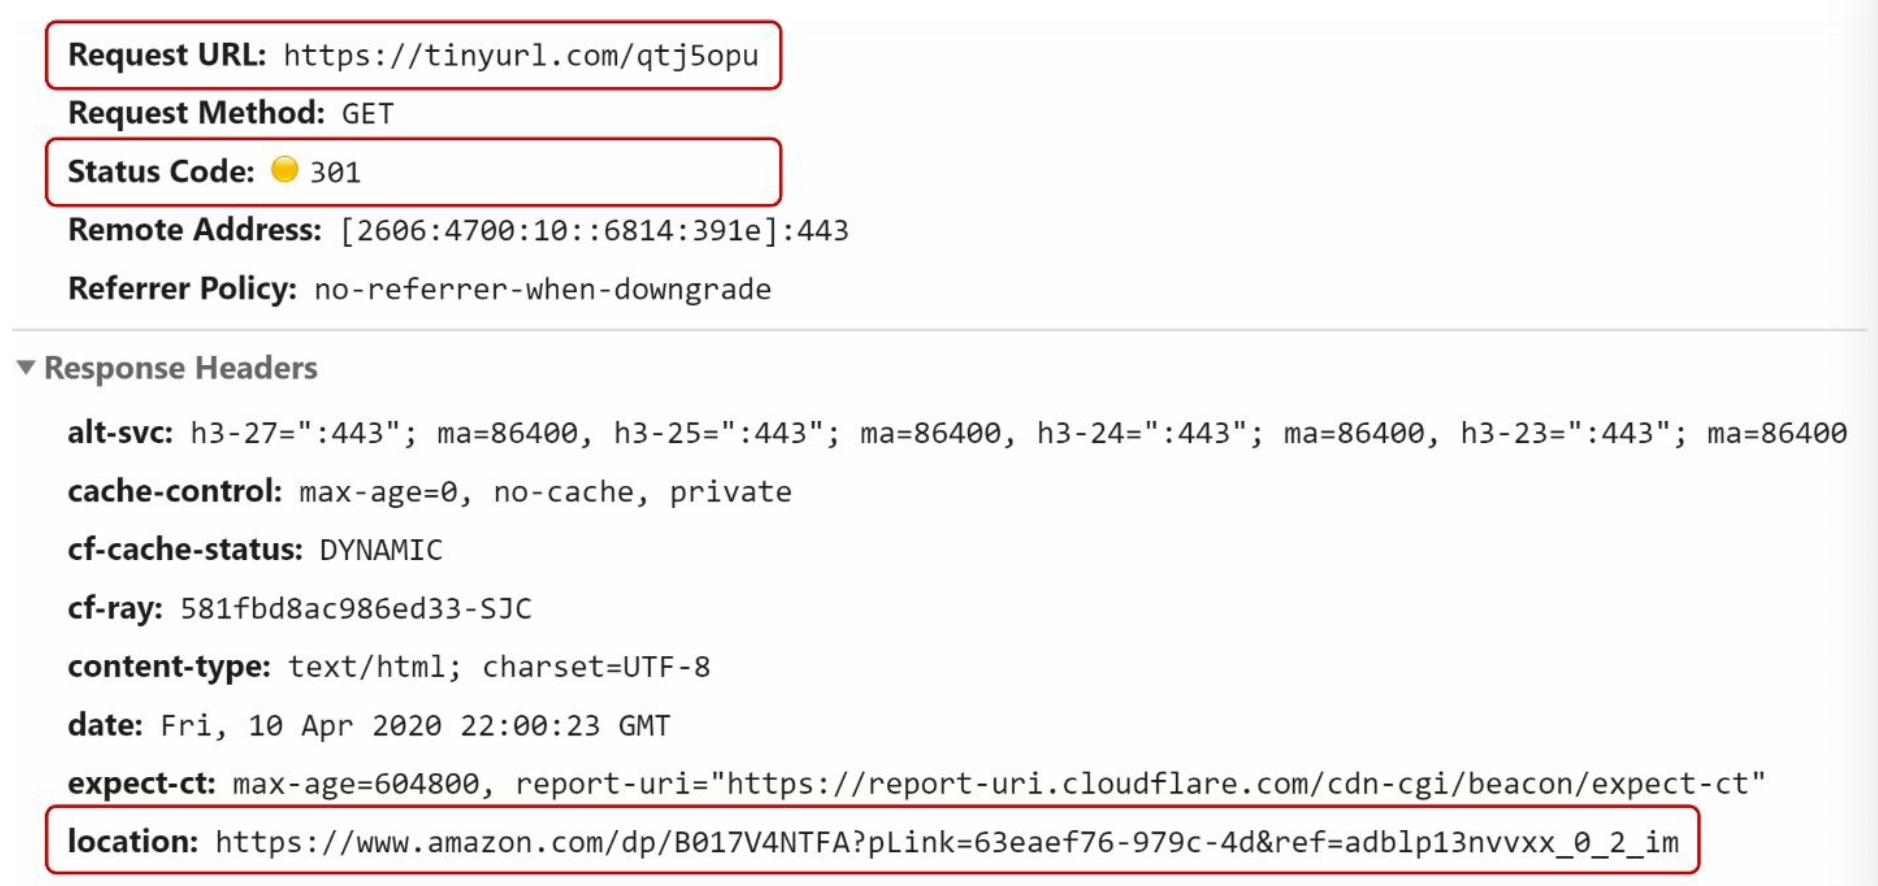 Request URL: https://tinyurl.com/qtj5opu
Request Method: GET
Status Code: 301
Remote Address: [2606:4700:10::6814:391e]:443
Referrer Policy: no-referrer-when-downgrade
Response Headers
alt-svc: h3-27=":443"; ma=86400, h3-25=":443"; ma=86400, h3-24=":443"; ma=86400, h3-23=":443"; ma=86400
cache-control: max-age=0, no-cache, private
cf-cache-status: DYNAMIC
cf-ray: 581fbd8ac986ed33-SJC
content-type: text/html; charset=UTF-8
date: Fri, 10 Apr 2020 22:00:23 GMT
expect-ct: max-age=604800, report-uri="https://report-uri.cloudflare.com/cdn-cgi/beacon/expect-ct"
location: https://www.amazon.com/dp/B017V4NTFA?pLink=63eaef76-979c-4d&ref=adblp13nvvxx_0_2_im